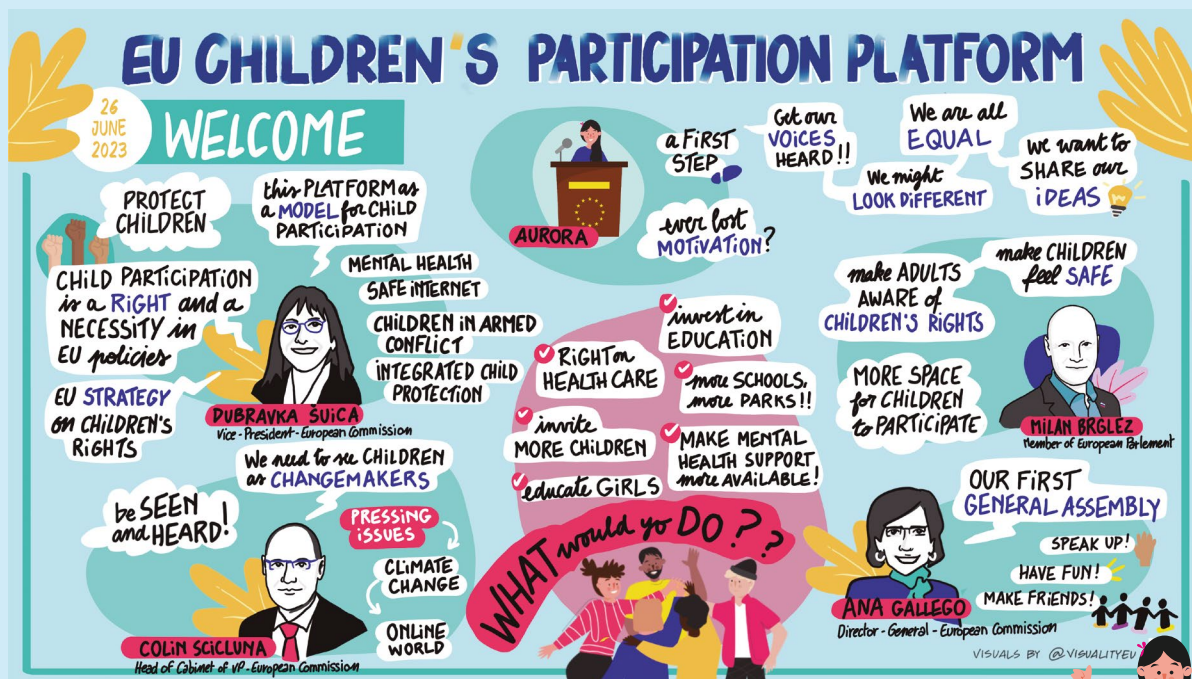 EU CHILDREN'S PARTICIPATION PLATFORM
26
JUNE
2023
WELCOME
PROTECT
CHILDREN
this PLATFORM as
a MODEL for CHILD
PARTICIPATION
CHILD PARTICIPATION
is a RIGHT and a
NECESSITY in
EU policies
EU STRATEGY
on CHILDREN'S
RIGHTS
MENTAL HEALTH
SAFE INTERNET
CHILDREN IN ARMED
CONFLICT
INTEGRATED CHILD
PROTECTION
DUBRAVKA ŠUICA
Vice-President-European Commission
We need to see CHILDREN
as CHANGEMAKERS
be SEEN
and HEARD!
PRESSING
ISSUES
CLIMATE
CHANGE
ONLINE
WORLD
COLIN SCICLUNA
Head of Cabinet of VP-European Commission
AURORA
a FIRST
STEP
Get our
VOICES
HEARD!!
We are all
EQUAL
We might
LOOK DIFFERENT
we want to
SHARE our
IDEAS
ever lost
MOTIVATION?
invest in
EDUCATION
RIGHT on
HEALTH CARE
more SCHOOLS,
more PARKS!!
invite
MORE CHILDREN
MAKE MENTAL
HEALTH SUPPORT
more AVAILABLE!
educate GIRLS
WHAT would yo DO??
make CHILDREN
feel SAFE
make ADULTS
AWARE of
CHILDREN'S RIGHTS
MORE SPACE
for CHILDREN
to PARTICIPATE
MILAN BRGLEZ
Member of European Parlement
OUR FIRST
GENERAL ASSEMBLY
SPEAK UP!
HAVE FUN!
MAKE FRIENDS!
ANA GALLEGO
Director-General-European Commission
VISUALS BY @VISUALITYEU